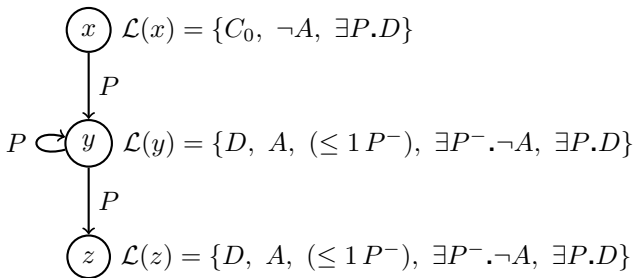 x L(x) = {C₀, ¬A, ∃P.D}
P
P y L(y) = {D, A, (≤ 1 P⁻), ∃P⁻.¬A, ∃P.D}
P
z L(z) = {D, A, (≤ 1 P⁻), ∃P⁻.¬A, ∃P.D}